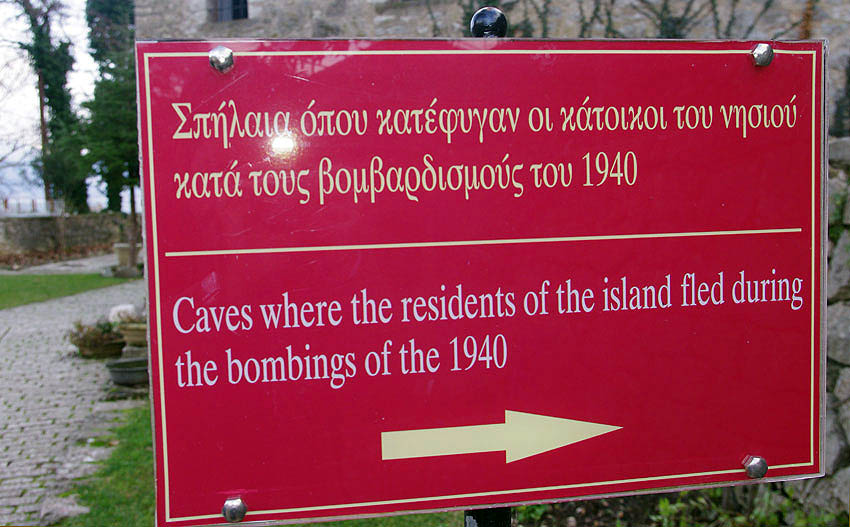 Σπήλαια όπου κατέφυγαν οι κάτοικοι του νησιού
κατά τους βομβαρδισμούς του 1940
Caves where the residents of the island fled during
the bombings of the 1940